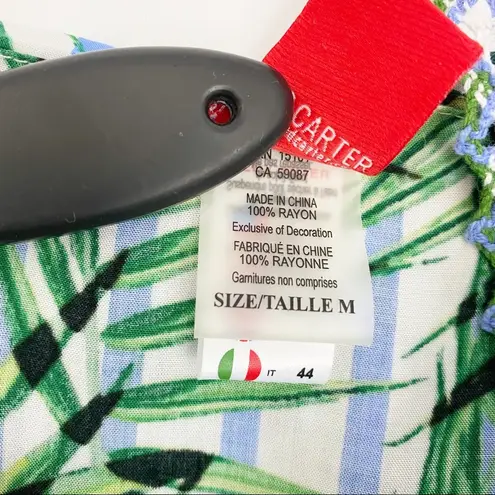 CARTER
CA 59087
MADE IN CHINA
100% RAYON
Exclusive of Decoration
FABRIQUÉ EN CHINE
100% RAYONNE
Garnitures non comprises
SIZE/TAILLE M
IT 44